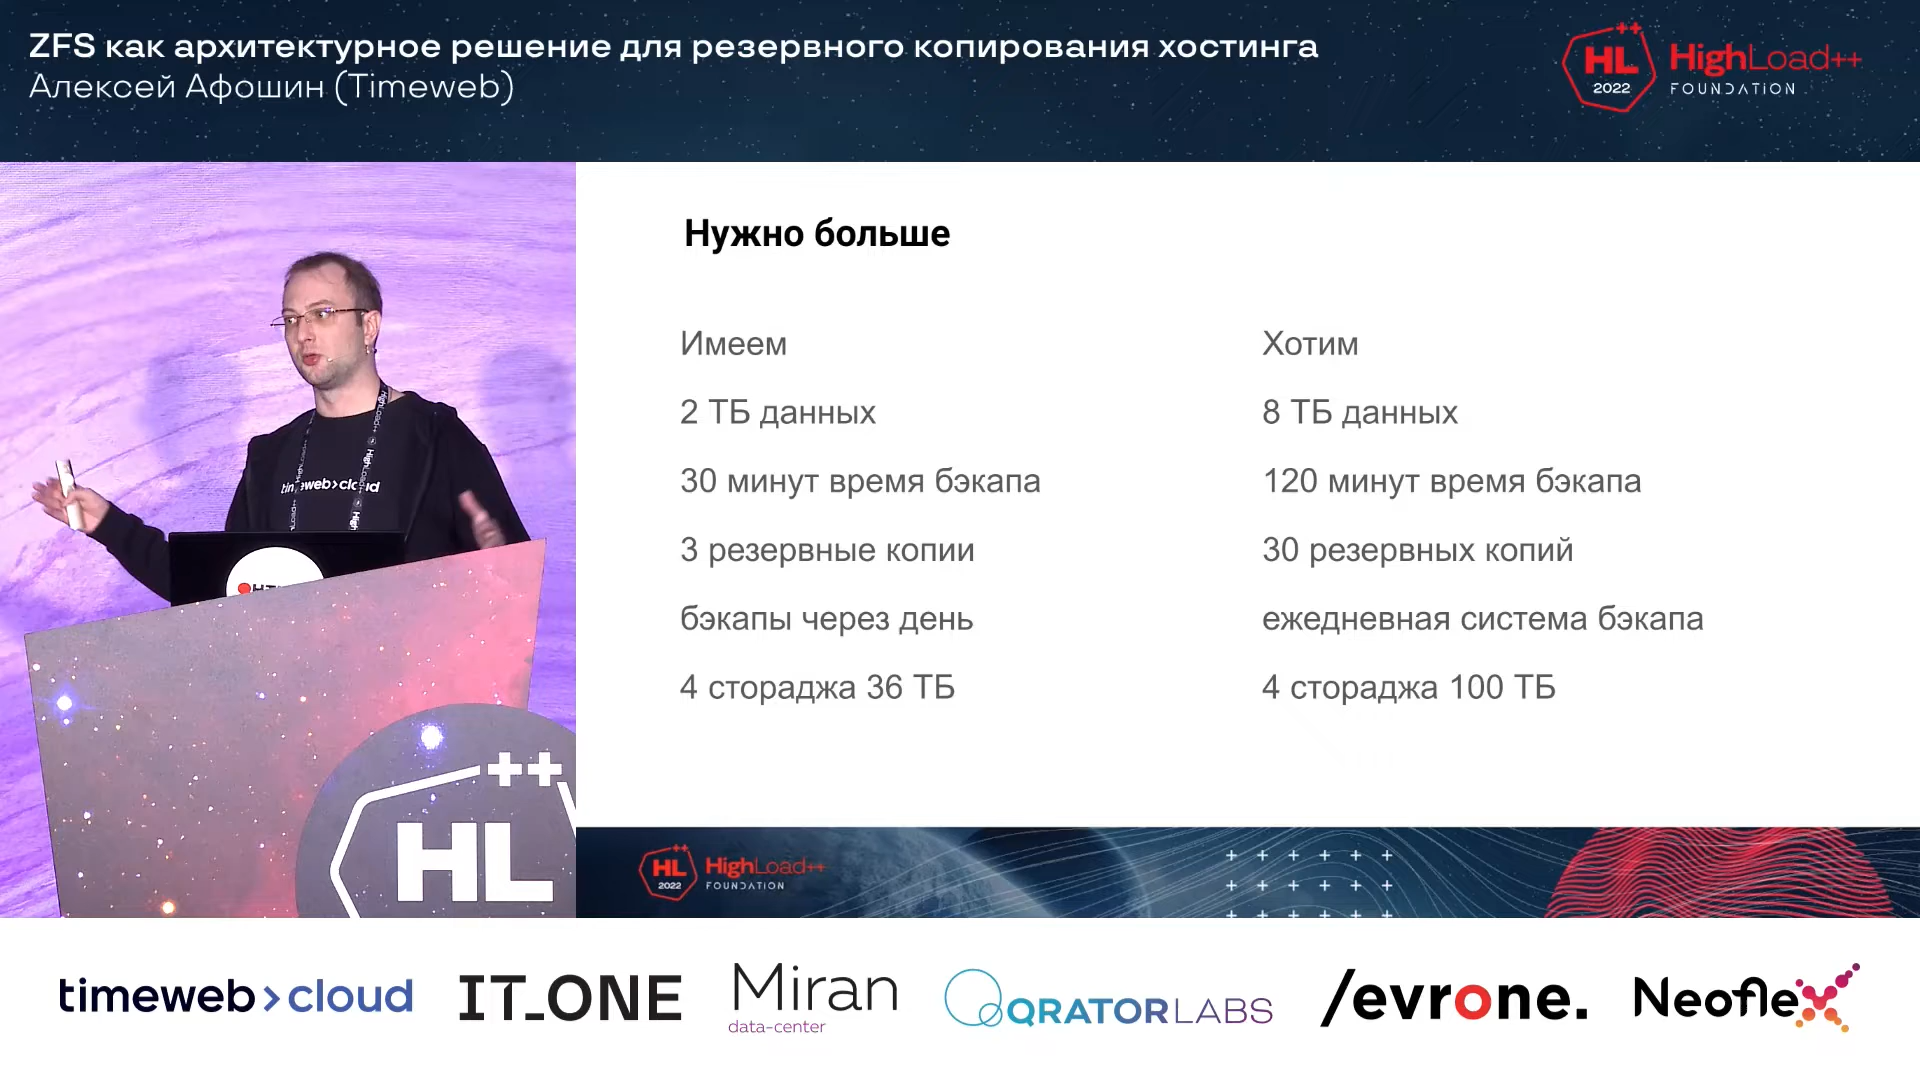 ZFS как архитектурное решение для резервного копирования хостинга
Алексей Афошин (Timeweb)
HL++
2022
HighLoad++
FOUNDATION
Нужно больше
Имеем
2 ТБ данных
30 минут время бэкапа
3 резервные копии
бэкапы через день
4 стораджа 36 ТБ
Хотим
8 ТБ данных
120 минут время бэкапа
30 резервных копий
ежедневная система бэкапа
4 стораджа 100 ТБ
timeweb>cloud
++
HL
HL++
2022
HighLoad++
FOUNDATION
timeweb>cloud
IT_ONE
Miran
data-center
QRATORLABS
/evrone.
Neoflex